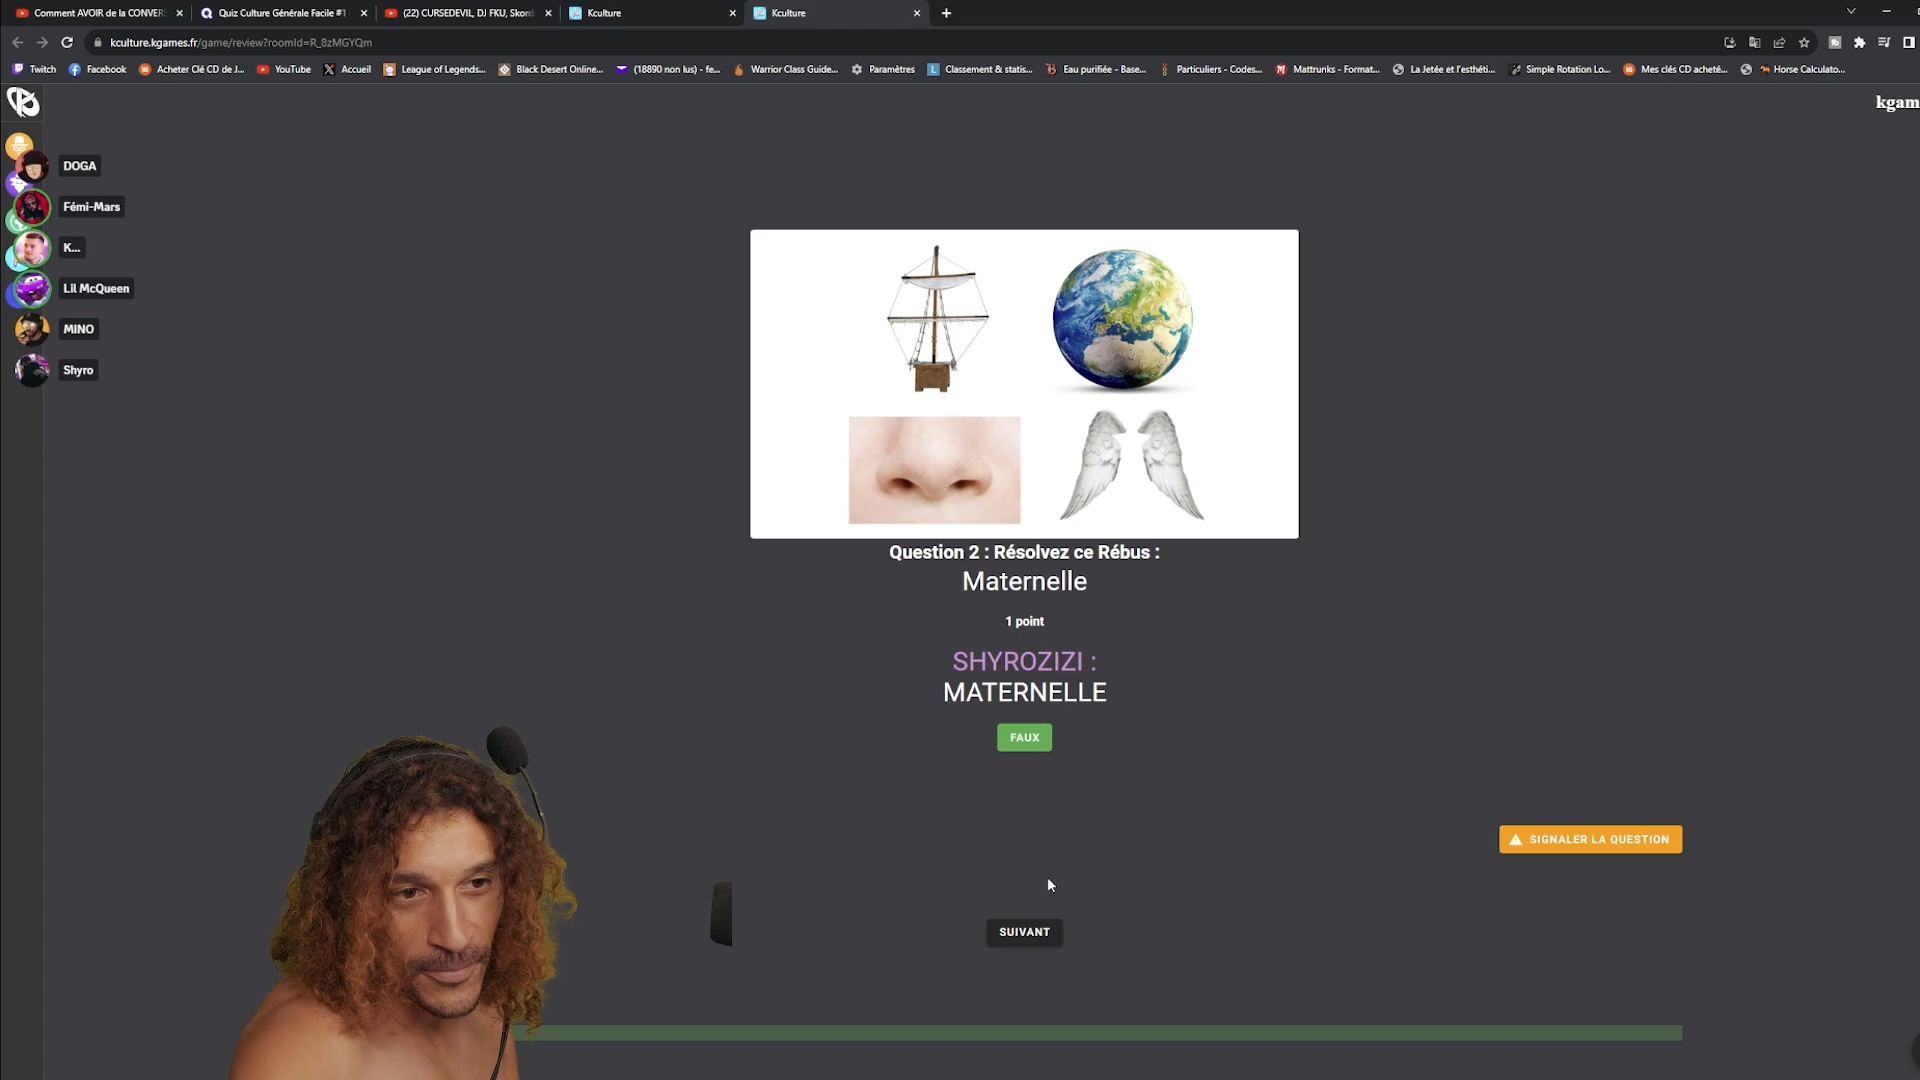 Comment AVOIR de la CONVER
Quiz Culture Générale Facile #1
(22) CURSEDEVIL, DJ FKU, Skord
Kculture
Kculture
kculture.kgames.fr/game/review?roomId=R_8zMGYQm
Twitch
Facebook
Acheter Clé CD de J...
YouTube
Accueil
League of Legends...
Black Desert Online...
(18890 non lus) - fe...
Warrior Class Guide...
Paramètres
Classement & statis...
Eau purifiée - Base...
Particuliers - Codes...
Mattrunks - Format...
La Jetée et l'esthéti...
Simple Rotation Lo...
Mes clés CD acheté...
Horse Calculato...
kgam
DOGA
Fémi-Mars
K...
Lil McQueen
MINO
Shyro
Question 2 : Résolvez ce Rébus :
Maternelle
1 point
SHYROZIZI :
MATERNELLE
FAUX
SIGNALER LA QUESTION
SUIVANT